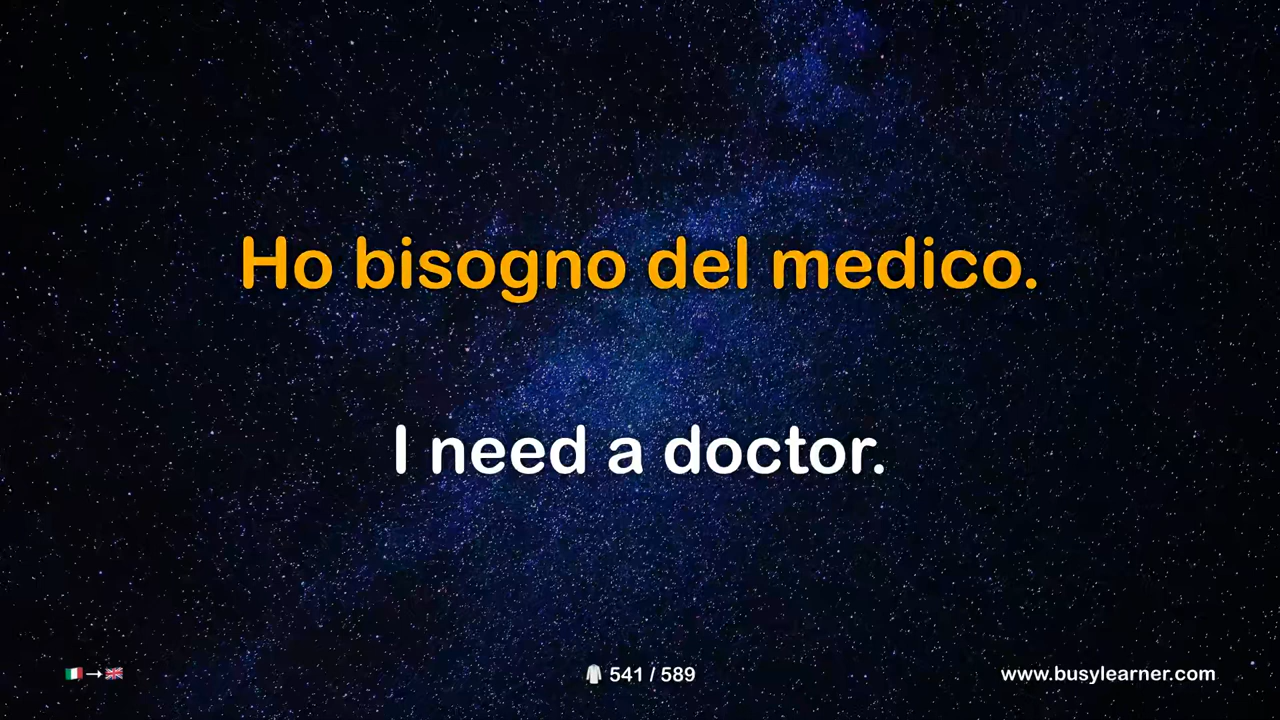 Ho bisogno del medico.
I need a doctor.
🇮🇹→🇬🇧
541 / 589
www.busylearner.com